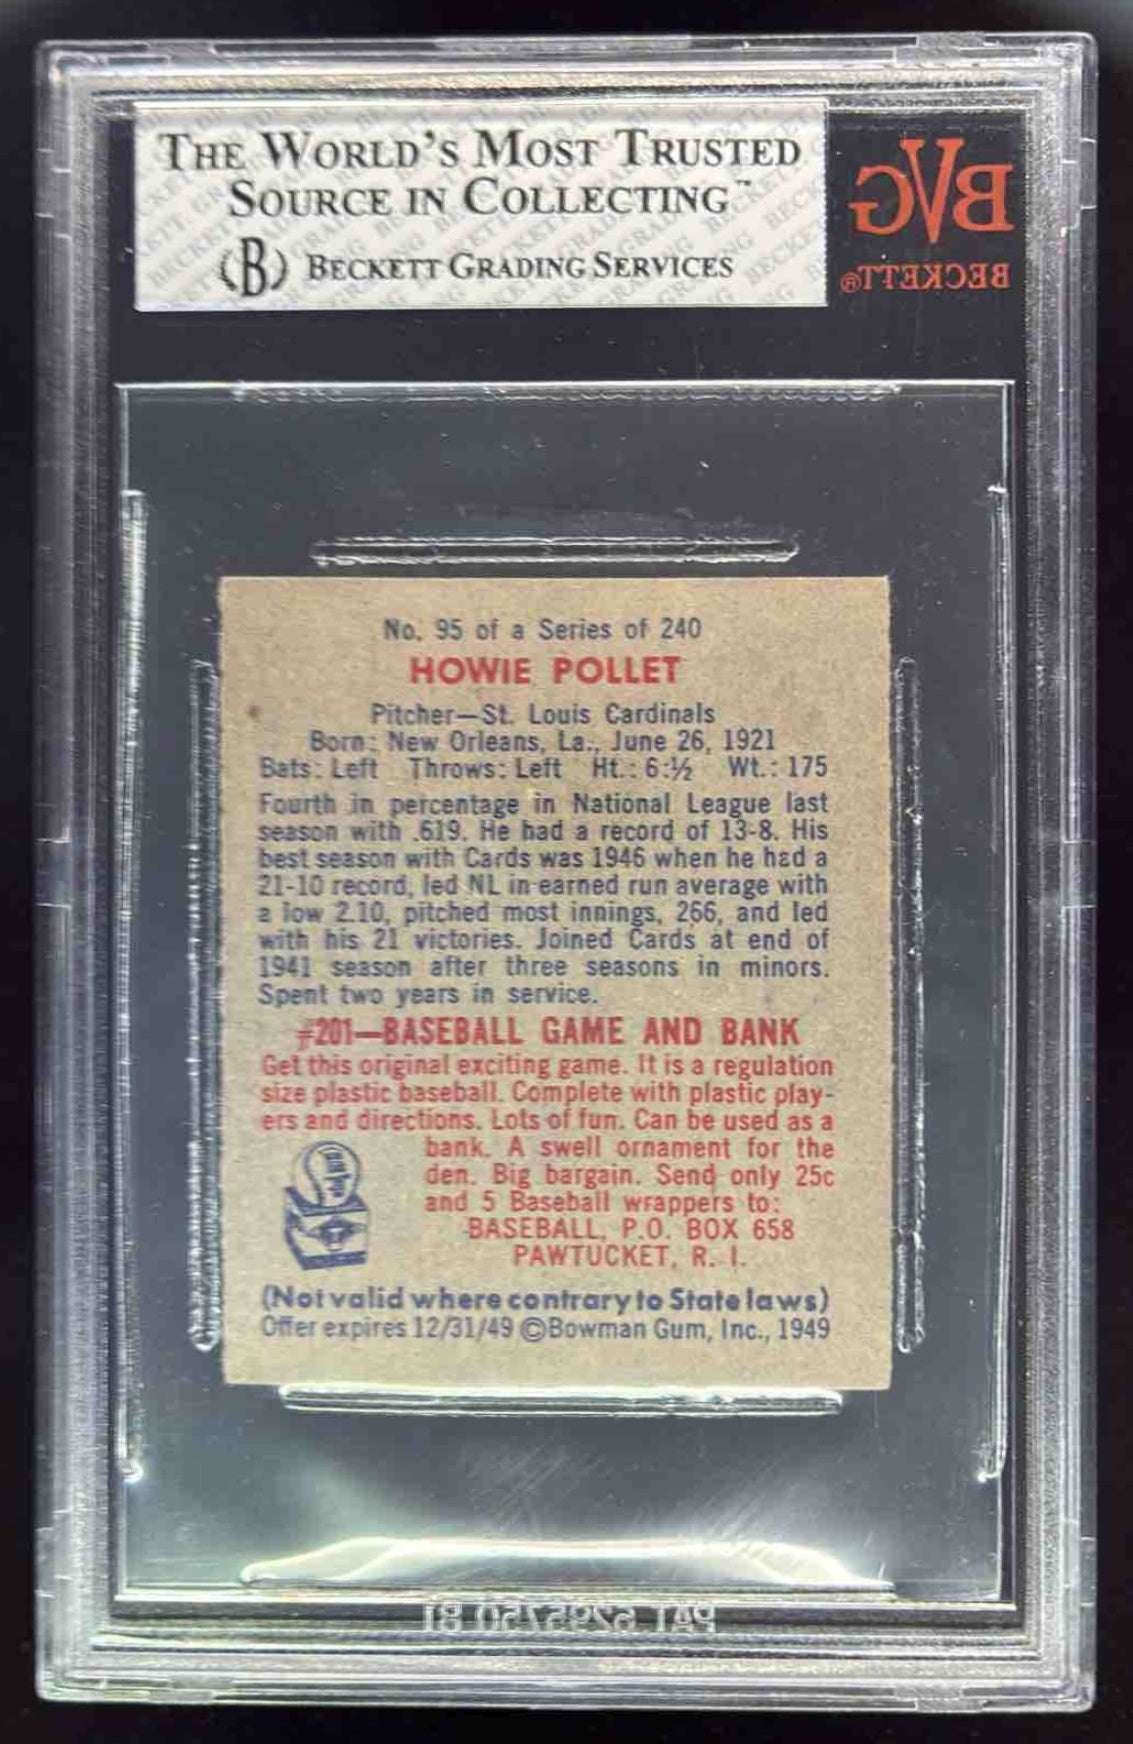 THE WORLD'S MOST TRUSTED
SOURCE IN COLLECTING™
(B) BECKETT GRADING SERVICES
BVG
BECKETT®
No. 95 of a Series of 240
HOWIE POLLET
Pitcher—St. Louis Cardinals
Born: New Orleans, La., June 26, 1921
Bats: Left Throws: Left Ht.: 6:½ Wt.: 175
Fourth in percentage in National League last
season with .619. He had a record of 13-8. His
best season with Cards was 1946 when he had a
21-10 record, led NL in earned run average with
a low 2.10, pitched most innings, 266, and led
with his 21 victories. Joined Cards at end of
1941 season after three seasons in minors.
Spent two years in service.
#201—BASEBALL GAME AND BANK
Get this original exciting game. It is a regulation
size plastic baseball. Complete with plastic play-
ers and directions. Lots of fun. Can be used as a
bank. A swell ornament for the
den. Big bargain. Send only 25c
and 5 Baseball wrappers to:
BASEBALL, P.O. BOX 658
PAWTUCKET, R. I.
(Not valid where contrary to State laws)
Offer expires 12/31/49 ©Bowman Gum, Inc., 1949